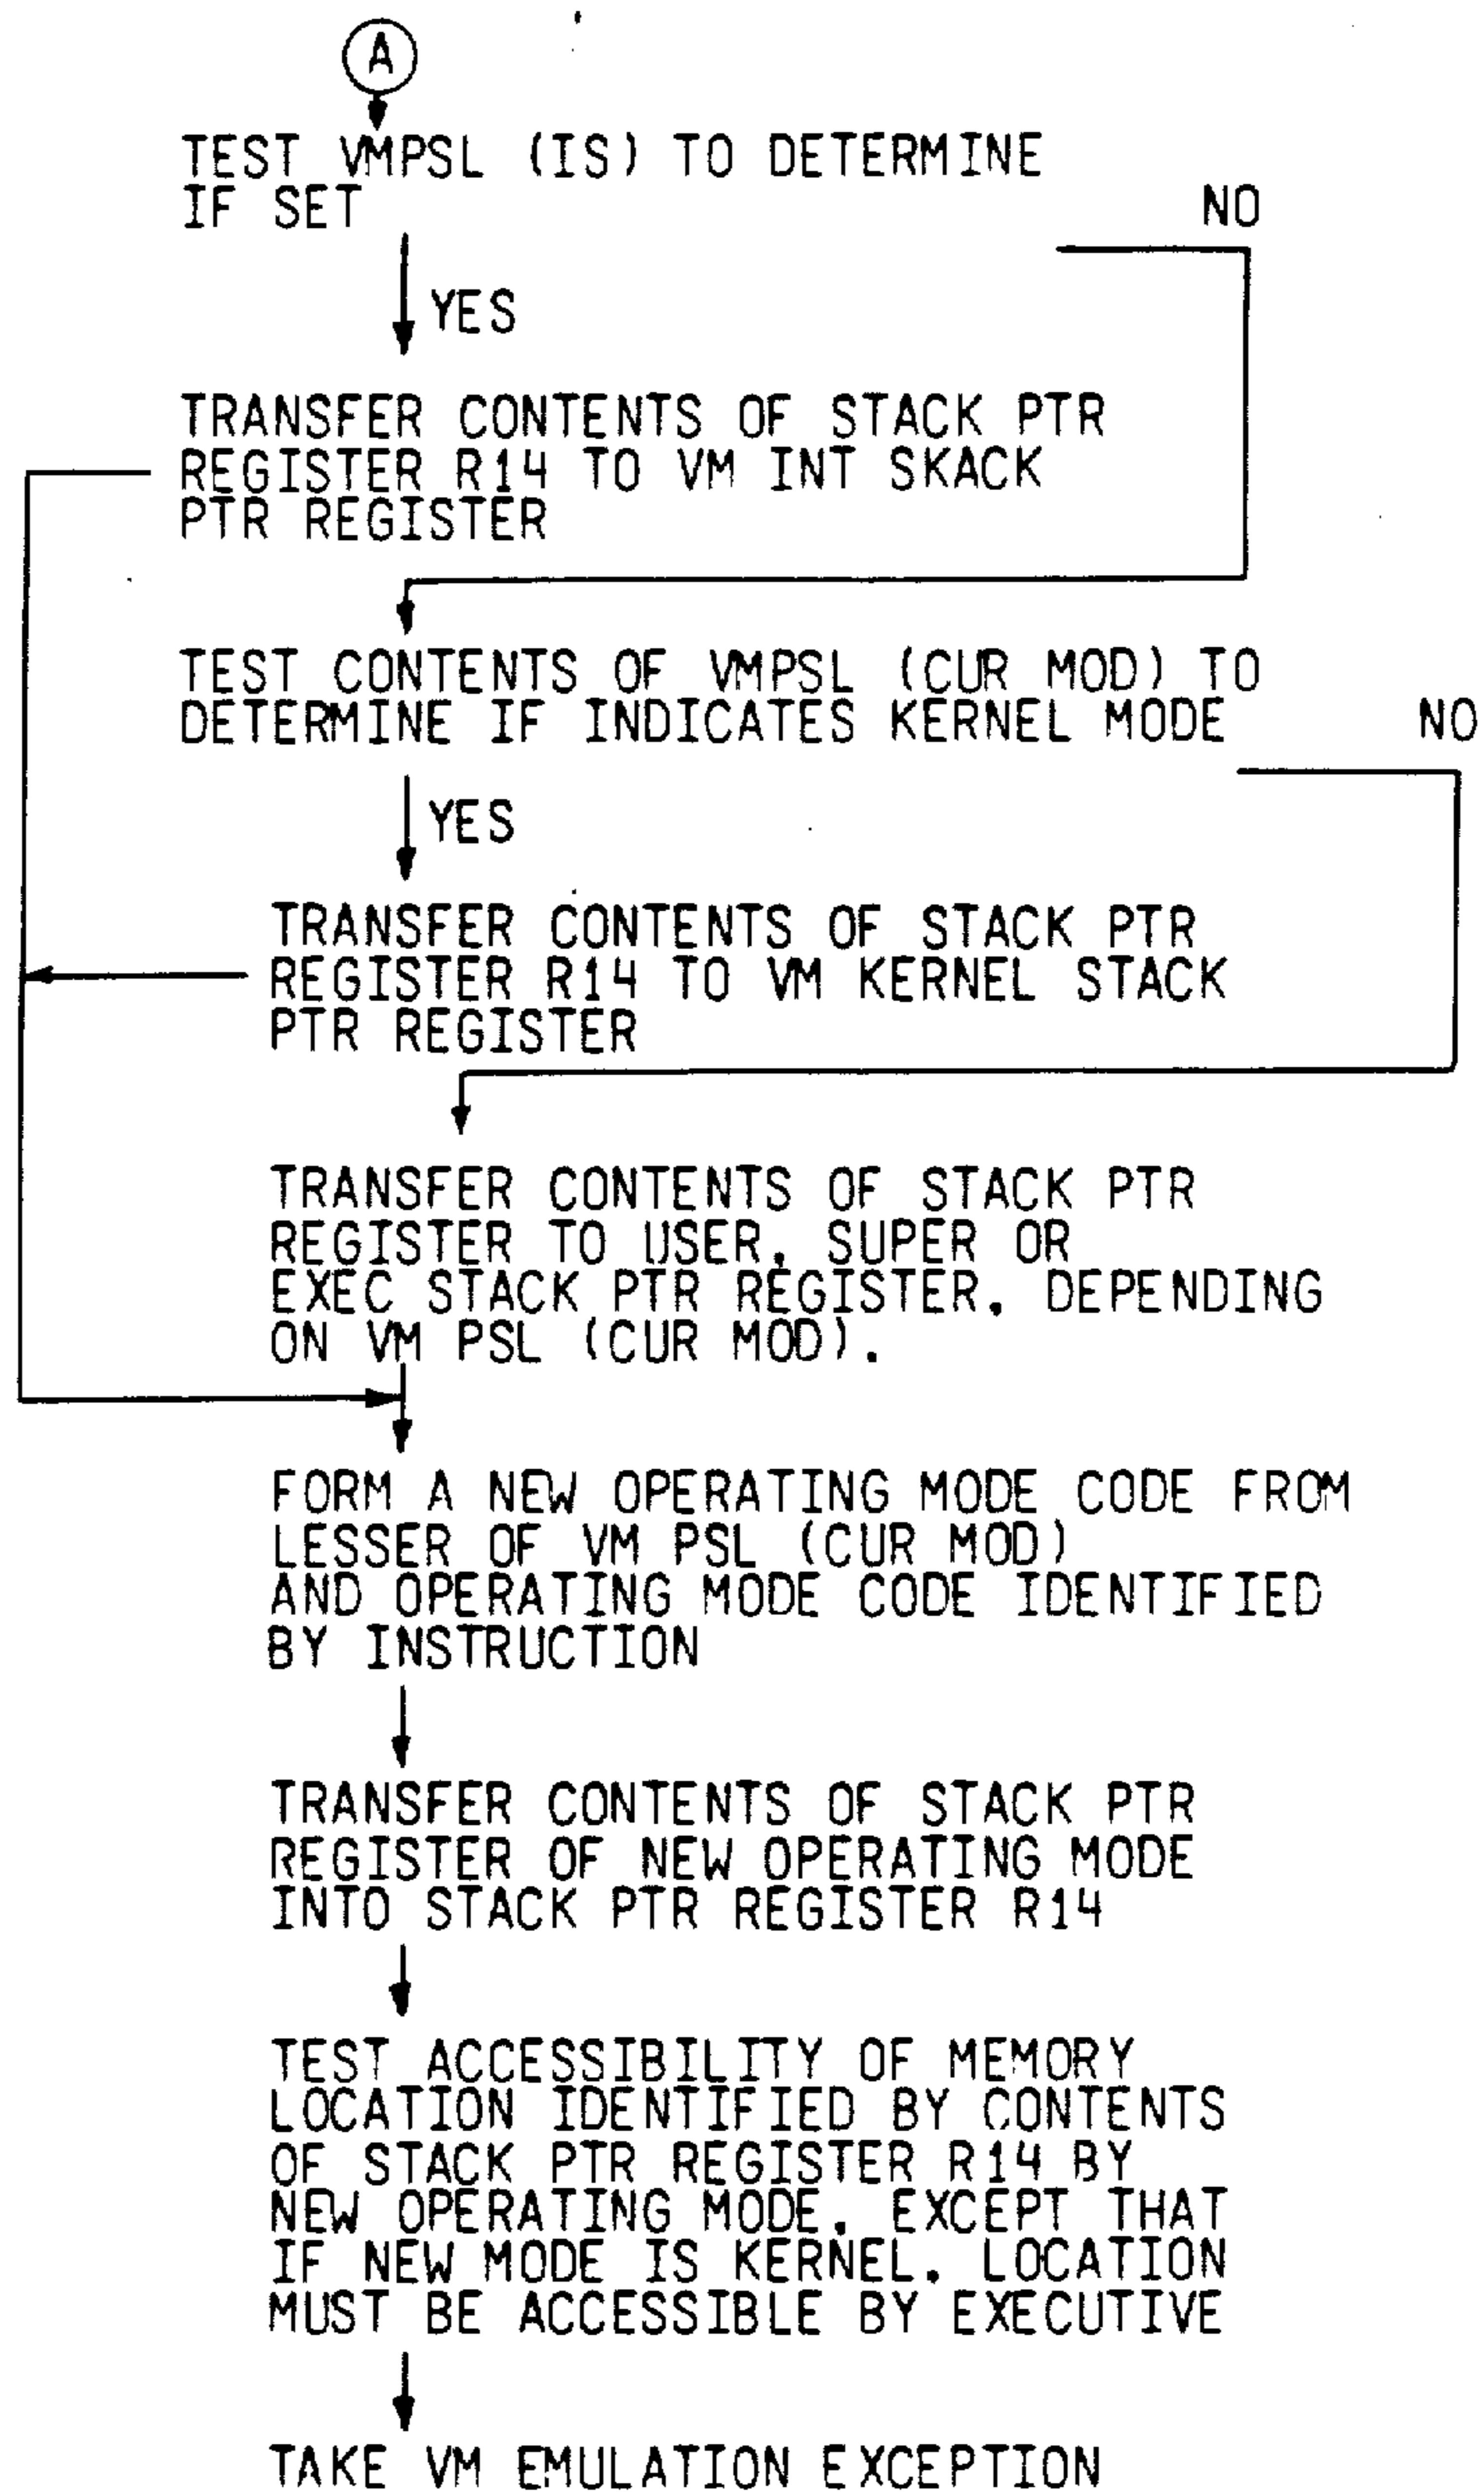 A
TEST VMPSL (IS) TO DETERMINE
IF SET
NO
YES
TRANSFER CONTENTS OF STACK PTR
REGISTER R14 TO VM INT SKACK
PTR REGISTER
TEST CONTENTS OF VMPSL (CUR MOD) TO
DETERMINE IF INDICATES KERNEL MODE
NO
YES
TRANSFER CONTENTS OF STACK PTR
REGISTER R14 TO VM KERNEL STACK
PTR REGISTER
TRANSFER CONTENTS OF STACK PTR
REGISTER TO USER, SUPER OR
EXEC STACK PTR REGISTER, DEPENDING
ON VM PSL (CUR MOD).
FORM A NEW OPERATING MODE CODE FROM
LESSER OF VM PSL (CUR MOD)
AND OPERATING MODE CODE IDENTIFIED
BY INSTRUCTION
TRANSFER CONTENTS OF STACK PTR
REGISTER OF NEW OPERATING MODE
INTO STACK PTR REGISTER R14
TEST ACCESSIBILITY OF MEMORY
LOCATION IDENTIFIED BY CONTENTS
OF STACK PTR REGISTER R14 BY
NEW OPERATING MODE, EXCEPT THAT
IF NEW MODE IS KERNEL, LOCATION
MUST BE ACCESSIBLE BY EXECUTIVE
TAKE VM EMULATION EXCEPTION